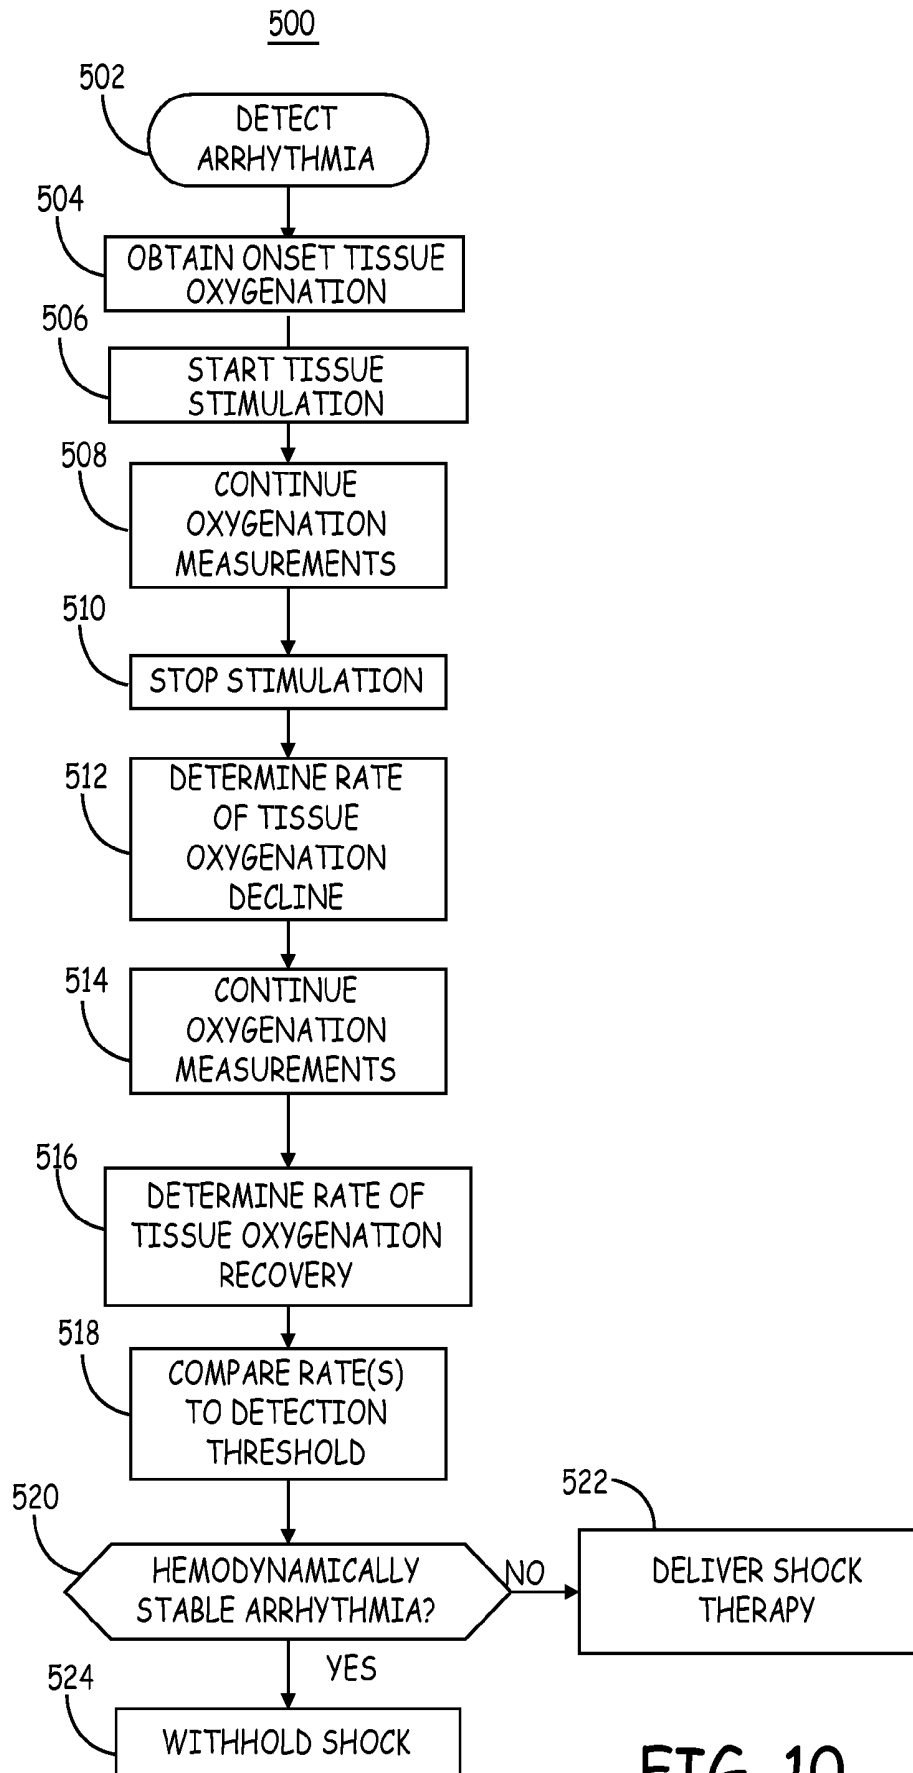 500
502
DETECT
ARRHYTHMIA
504
OBTAIN ONSET TISSUE
OXYGENATION
506
START TISSUE
STIMULATION
508
CONTINUE
OXYGENATION
MEASUREMENTS
510
STOP STIMULATION
512
DETERMINE RATE
OF TISSUE
OXYGENATION
DECLINE
514
CONTINUE
OXYGENATION
MEASUREMENTS
516
DETERMINE RATE OF
TISSUE OXYGENATION
RECOVERY
518
COMPARE RATE(S)
TO DETECTION
THRESHOLD
520
HEMODYNAMICALLY
STABLE ARRHYTHMIA?
NO
522
DELIVER SHOCK
THERAPY
YES
524
WITHHOLD SHOCK
FIG. 10